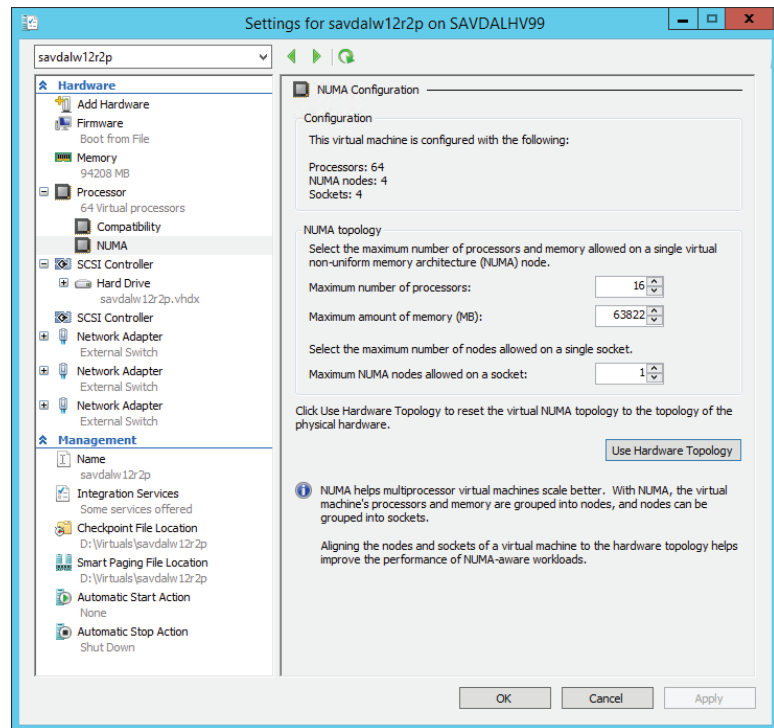 Settings for savdalw12r2p on SAVDALHV99
savdalw12r2p
Hardware
Add Hardware
Firmware
Boot from File
Memory
94208 MB
Processor
64 Virtual processors
Compatibility
NUMA
SCSI Controller
Hard Drive
savdalw12r2p.vhdx
SCSI Controller
Network Adapter
External Switch
Network Adapter
External Switch
Network Adapter
External Switch
Management
Name
savdalw12r2p
Integration Services
Some services offered
Checkpoint File Location
D:\Virtuals\savdalw12r2p
Smart Paging File Location
D:\Virtuals\savdalw12r2p
Automatic Start Action
None
Automatic Stop Action
Shut Down
NUMA Configuration
Configuration
This virtual machine is configured with the following:
Processors: 64
NUMA nodes: 4
Sockets: 4
NUMA topology
Select the maximum number of processors and memory allowed on a single virtual
non-uniform memory architecture (NUMA) node.
Maximum number of processors: 16
Maximum amount of memory (MB): 63822
Select the maximum number of nodes allowed on a single socket.
Maximum NUMA nodes allowed on a socket: 1
Click Use Hardware Topology to reset the virtual NUMA topology to the topology of the
physical hardware.
Use Hardware Topology
NUMA helps multiprocessor virtual machines scale better. With NUMA, the virtual
machine's processors and memory are grouped into nodes, and nodes can be
grouped into sockets.
Aligning the nodes and sockets of a virtual machine to the hardware topology helps
improve the performance of NUMA-aware workloads.
OK Cancel Apply